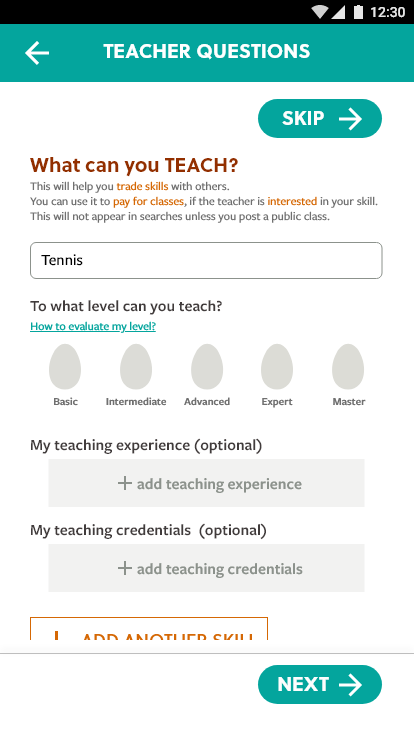 12:30
TEACHER QUESTIONS
SKIP
What can you TEACH?
This will help you trade skills with others.
You can use it to pay for classes, if the teacher is interested in your skill.
This will not appear in searches unless you post a public class.
Tennis
To what level can you teach?
How to evaluate my level?
Basic Intermediate Advanced Expert Master
My teaching experience (optional)
+ add teaching experience
My teaching credentials (optional)
+ add teaching credentials
+ ADD ANOTHER SKILL
NEXT